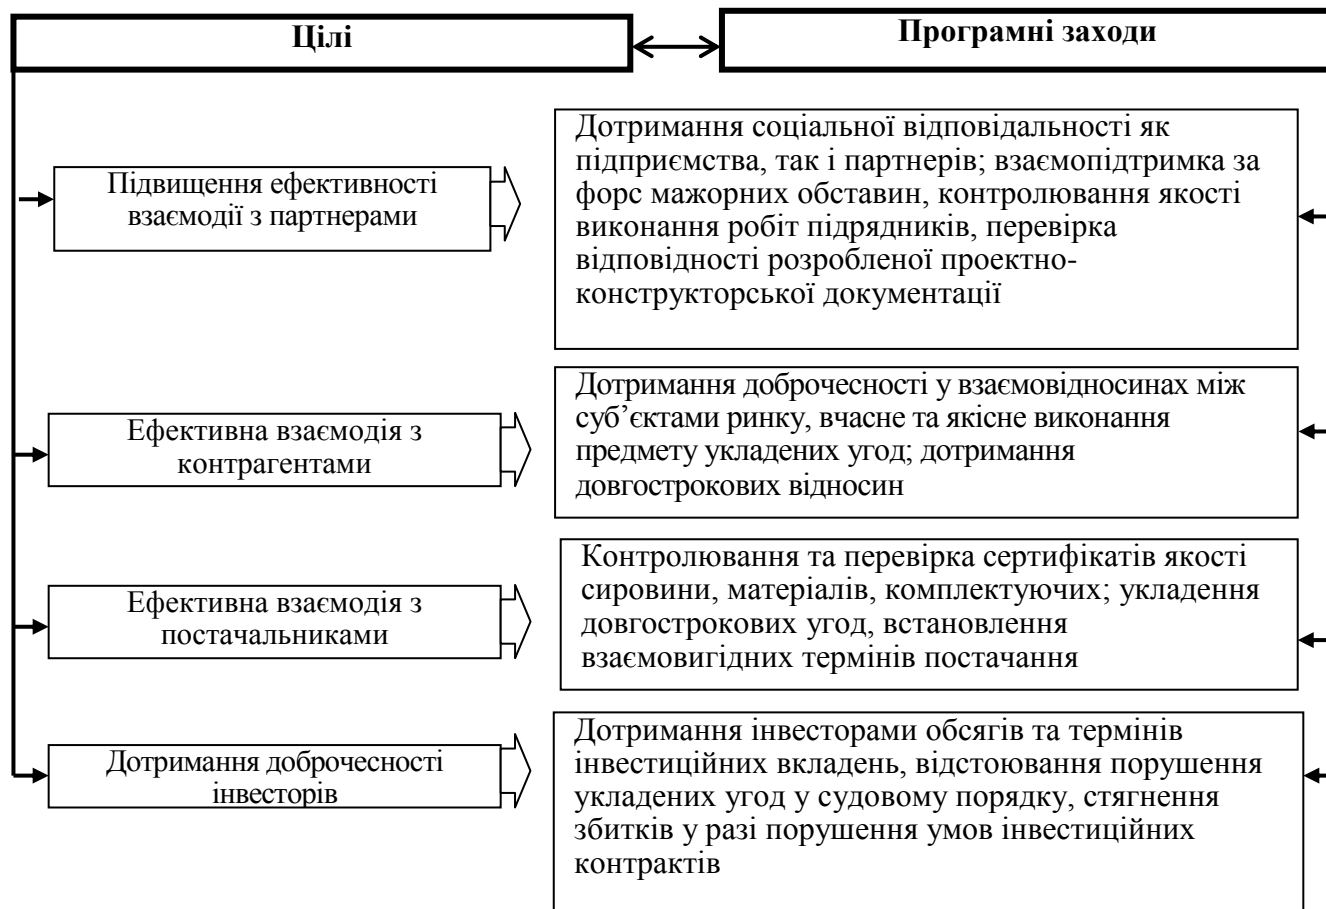 Цілі
Програмні заходи
Підвищення ефективності
взаємодії з партнерами
Дотримання соціальної відповідальності як
підприємства, так і партнерів; взаємопідтримка за
форс мажорних обставин, контролювання якості
виконання робіт підрядників, перевірка
відповідності розробленої проектно-
конструкторської документації
Ефективна взаємодія з
контрагентами
Дотримання доброчесності у взаємовідносинах між
суб’єктами ринку, вчасне та якісне виконання
предмету укладених угод; дотримання
довгострокових відносин
Ефективна взаємодія з
постачальниками
Контролювання та перевірка сертифікатів якості
сировини, матеріалів, комплектуючих; укладення
довгострокових угод, встановлення
взаємовигідних термінів постачання
Дотримання доброчесності
інвесторів
Дотримання інвесторами обсягів та термінів
інвестиційних вкладень, відстоювання порушення
укладених угод у судовому порядку, стягнення
збитків у разі порушення умов інвестиційних
контрактів